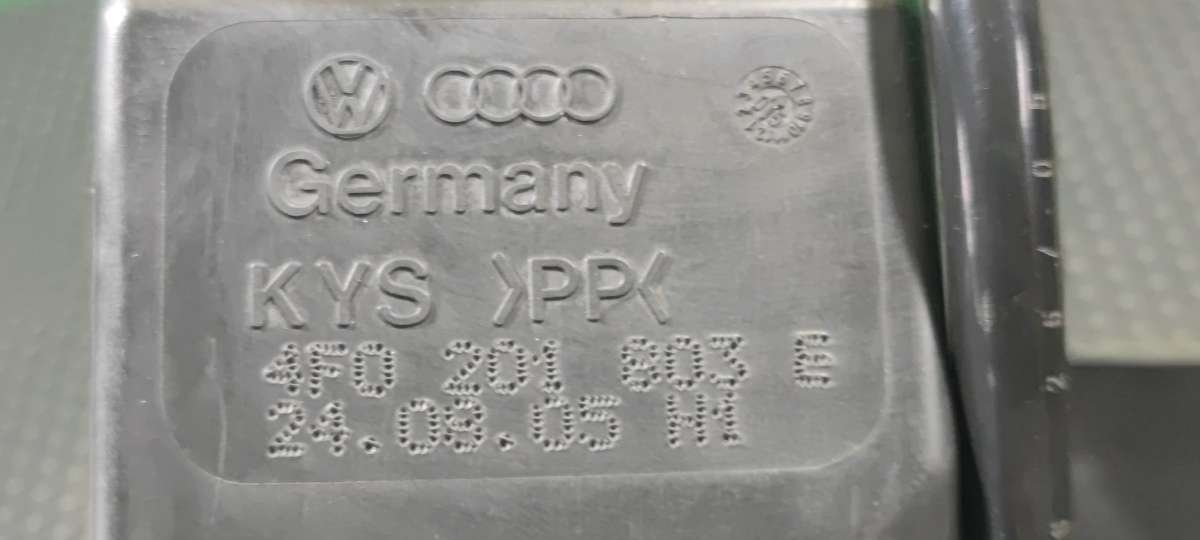 Germany
KYS >PP<
4F0 201 803 E
24.08.05 H1